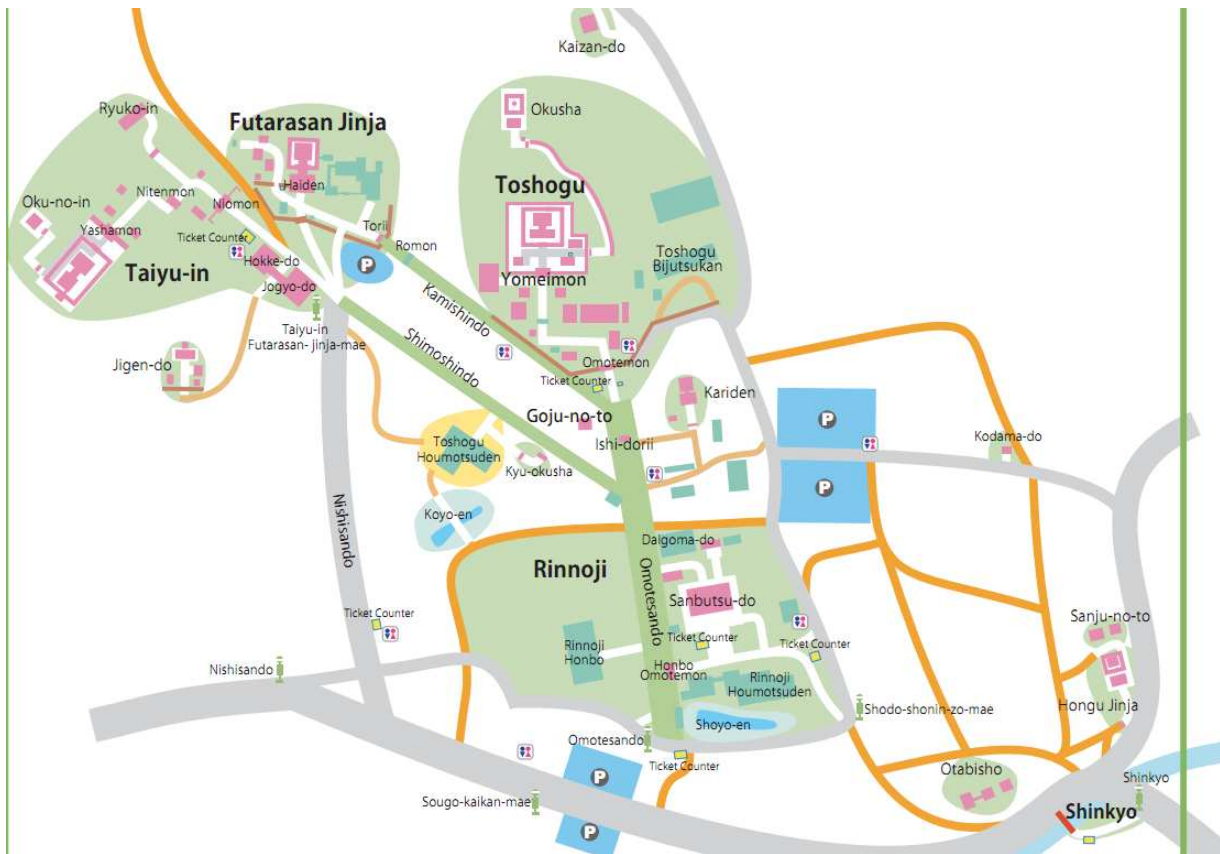 Kaizan-do
Ryuko-in
Futarasan Jinja
Okusha
Toshogu
Haiden
Nitenmon
Niomon
Oku-no-in
Yashamon
Ticket Counter
Torii
Romon
P
Hokke-do
Taiyu-in
Jogyo-do
Yomeimon
Toshogu
Bijutsukan
Kamishindo
Taiyu-in
Futarasan- jinja-mae
Shimoshindo
Jigen-do
Omotemon
Ticket Counter
Kariden
Goju-no-to
P
Ishi-dorii
Toshogu
Houmotsuden
Kyu-okusha
Kodama-do
P
Koyo-en
Nishisando
Dalgoma-do
Rinnoji
Omotesando
Sanbutsu-do
Ticket Counter
Rinnoji
Honbo
Ticket Counter
Ticket Counter
Sanju-no-to
Nishisando
Honbo
Omotemon
Rinnoji
Houmotsuden
Hongu Jinja
Shodo-shonin-zo-mae
Shoyo-en
Omotesando
Ticket Counter
P
Otabisho
Shinkyo
Sougo-kaikan-mae
Shinkyo
P